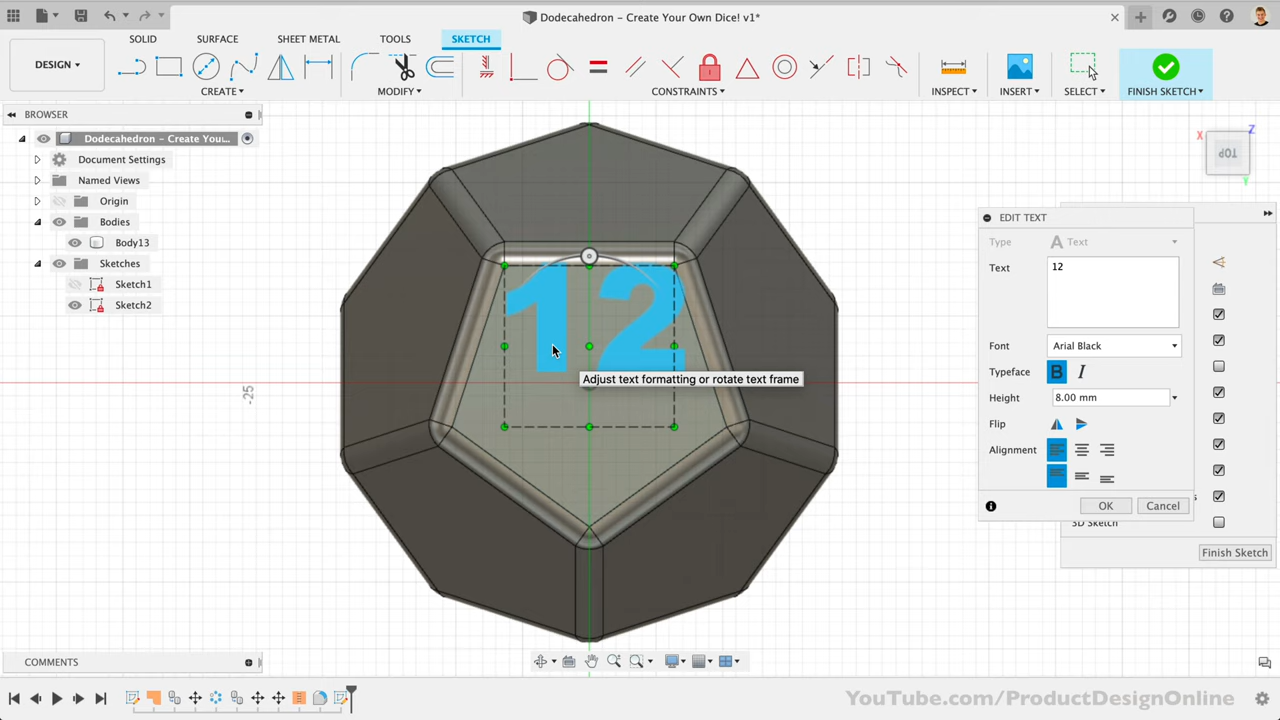 Dodecahedron – Create Your Own Dice! v1*
SOLID
SURFACE
SHEET METAL
TOOLS
SKETCH
DESIGN
CREATE
MODIFY
CONSTRAINTS
INSPECT
INSERT
SELECT
FINISH SKETCH
BROWSER
Dodecahedron - Create Your...
Document Settings
Named Views
Origin
Bodies
Body13
Sketches
Sketch1
Sketch2
X
Z
TOP
Y
-25
12
Adjust text formatting or rotate text frame
EDIT TEXT
Type
A Text
Text
12
Font
Arial Black
Typeface
B I
Height
8.00 mm
Flip
Alignment
OK
Cancel
3D Sketch
Finish Sketch
COMMENTS
YouTube.com/ProductDesignOnline